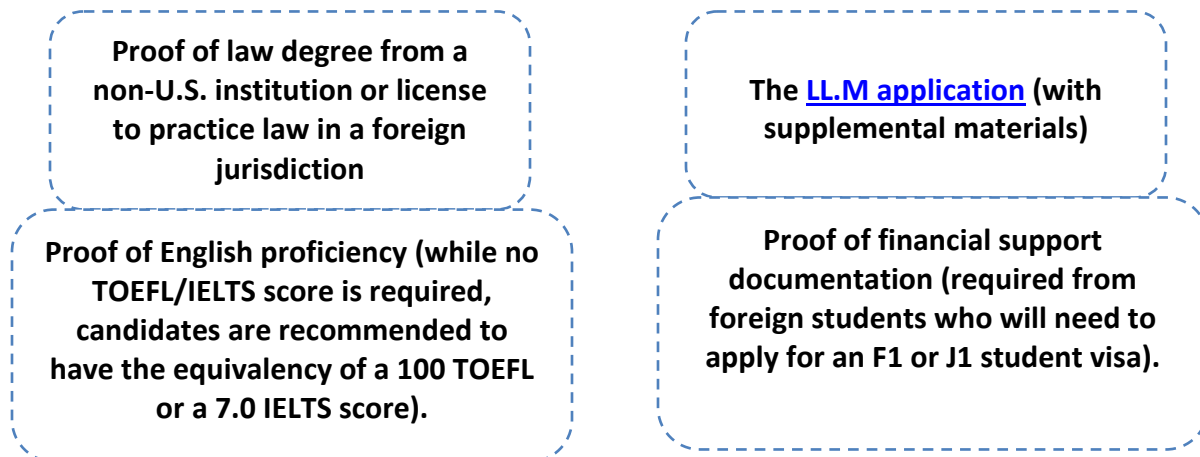 Proof of law degree from a
non-U.S. institution or license
to practice law in a foreign
jurisdiction
The LL.M application (with
supplemental materials)
Proof of English proficiency (while no
TOEFL/IELTS score is required,
candidates are recommended to
have the equivalency of a 100 TOEFL
or a 7.0 IELTS score).
Proof of financial support
documentation (required from
foreign students who will need to
apply for an F1 or J1 student visa).